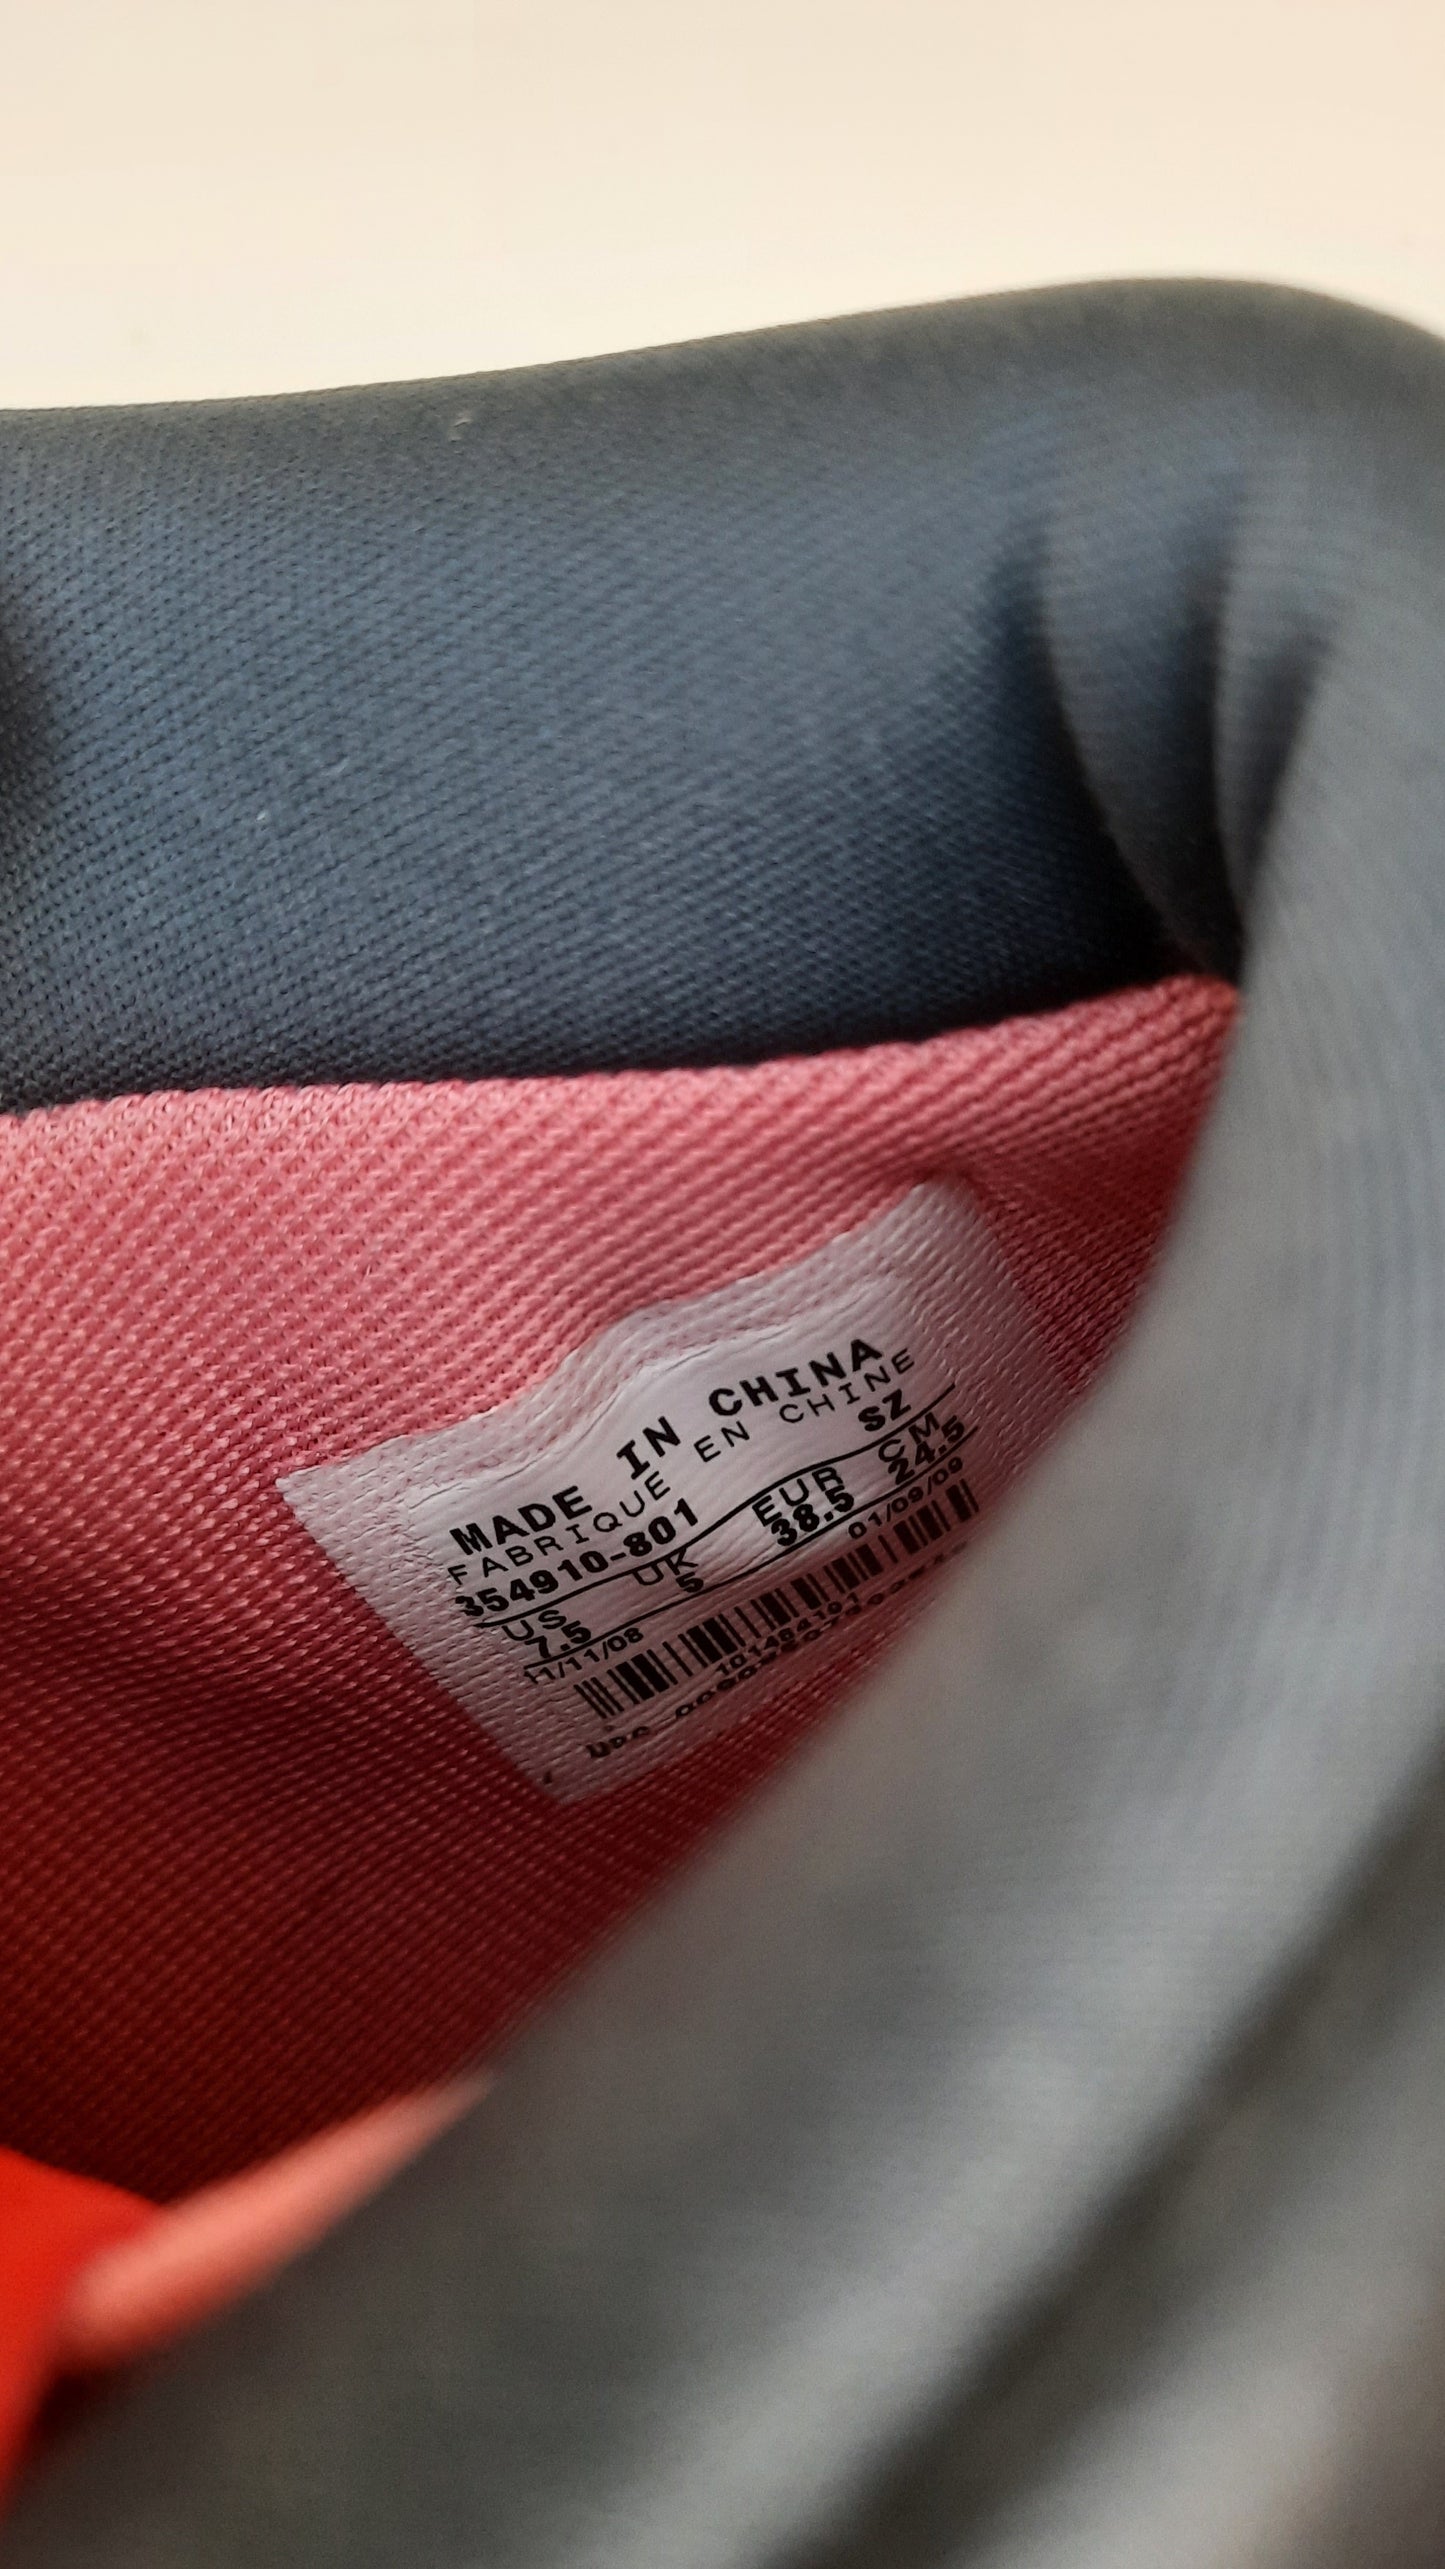 MADE IN CHINA
FABRIQUE EN CHINE
354910-801 SZ
US UK EUR CM
7.5 5 38.5 24.5
11/11/08 01/09/09